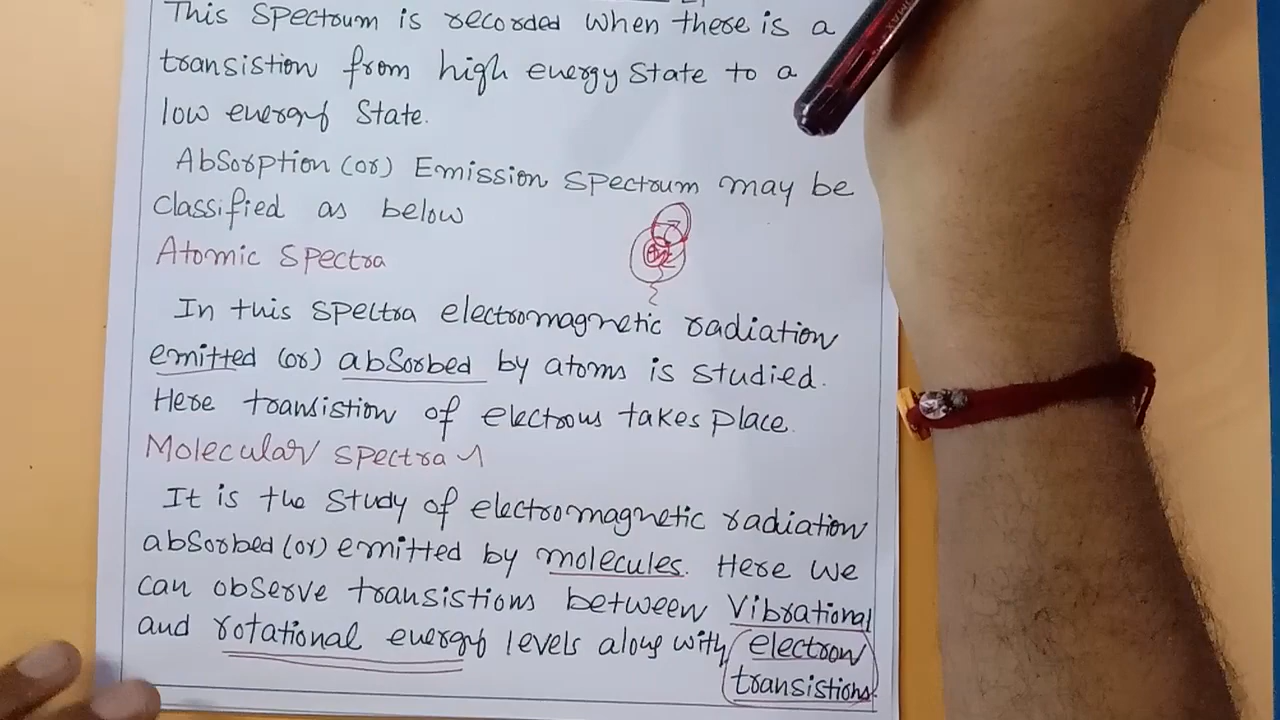 This Spectrum is recorded when there is a
transistion from high energy State to a
low energy State.
Absorption (or) Emission spectrum may be
classified as below
Atomic Spectra
In this Spectra electromagnetic radiation
emitted (or) absorbed by atoms is studied.
Here transistion of electrons takes place.
Molecular Spectra
It is the Study of electromagnetic radiation
absorbed (or) emitted by molecules. Here we
can observe transistions between Vibrational
and rotational energy levels along with electron
transistions